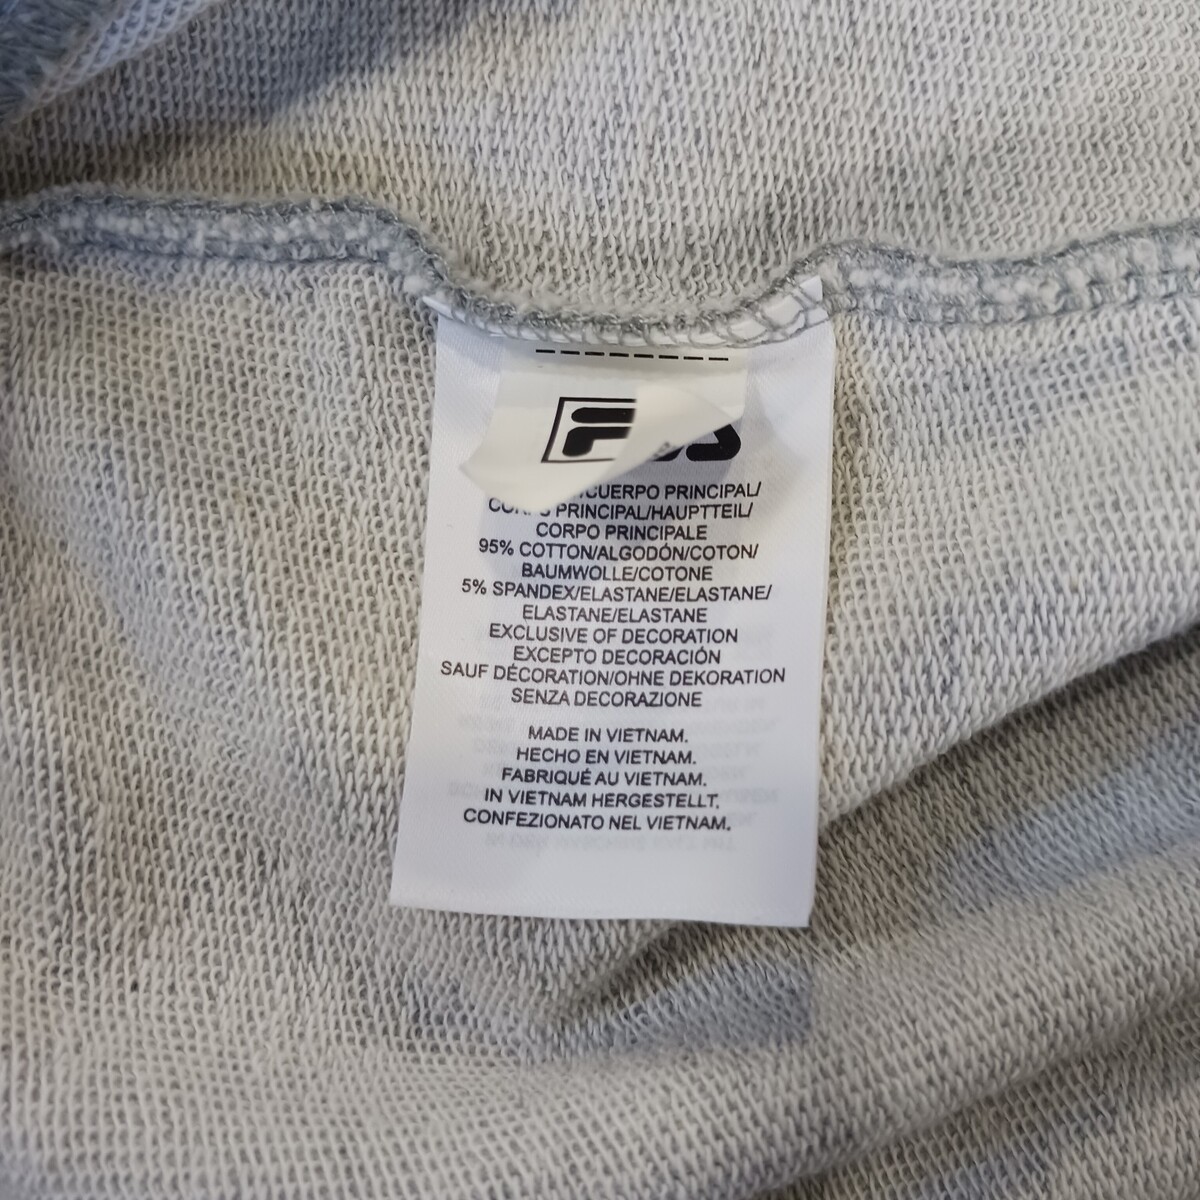 CUERPO PRINCIPAL/
PRINCIPAL/HAUPTTEIL/
CORPO PRINCIPALE
95% COTTON/ALGODÓN/COTON/
BAUMWOLLE/COTONE
5% SPANDEX/ELASTANE/ELASTANE/
ELASTANE/ELASTANE
EXCLUSIVE OF DECORATION
EXCEPTO DECORACIÓN
SAUF DÉCORATION/OHNE DEKORATION
SENZA DECORAZIONE
MADE IN VIETNAM.
HECHO EN VIETNAM.
FABRIQUÉ AU VIETNAM.
IN VIETNAM HERGESTELLT.
CONFEZIONATO NEL VIETNAM.